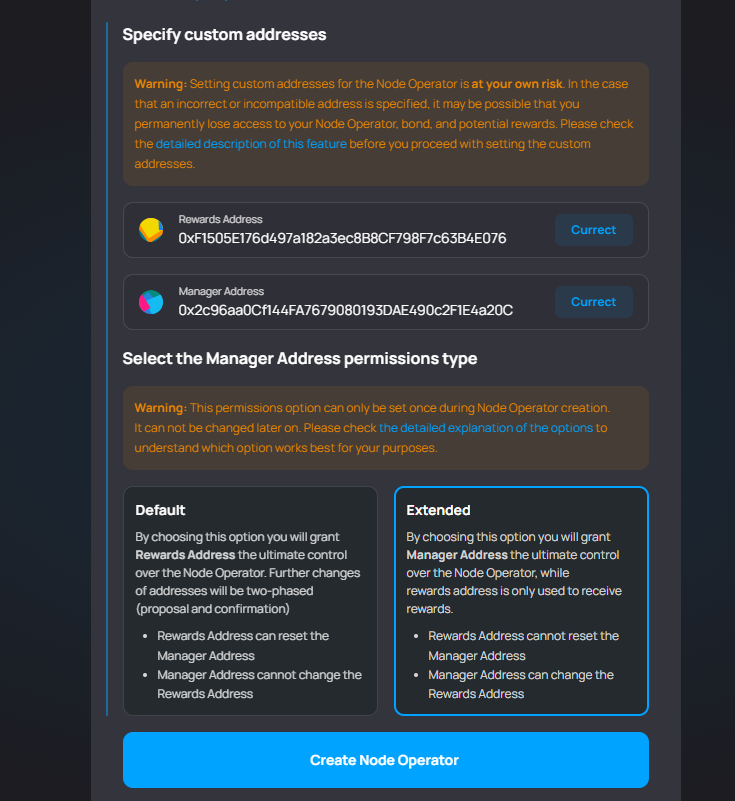 Specify custom addresses
Warning: Setting custom addresses for the Node Operator is at your own risk. In the case
that an incorrect or incompatible address is specified, it may be possible that you
permanently lose access to your Node Operator, bond, and potential rewards. Please check
the detailed description of this feature before you proceed with setting the custom
addresses.
Rewards Address
0xF1505E176d497a182a3ec8B8CF798F7c63B4E076
Currect
Manager Address
0x2c96aa0Cf144FA7679080193DAE490c2F1E4a20C
Currect
Select the Manager Address permissions type
Warning: This permissions option can only be set once during Node Operator creation.
It can not be changed later on. Please check the detailed explanation of the options to
understand which option works best for your purposes.
Default
By choosing this option you will grant
Rewards Address the ultimate control
over the Node Operator. Further changes
of addresses will be two-phased
(proposal and confirmation)
• Rewards Address can reset the
Manager Address
• Manager Address cannot change the
Rewards Address
Extended
By choosing this option you will grant
Manager Address the ultimate control
over the Node Operator, while
rewards address is only used to receive
rewards.
• Rewards Address cannot reset the
Manager Address
• Manager Address can change the
Rewards Address
Create Node Operator